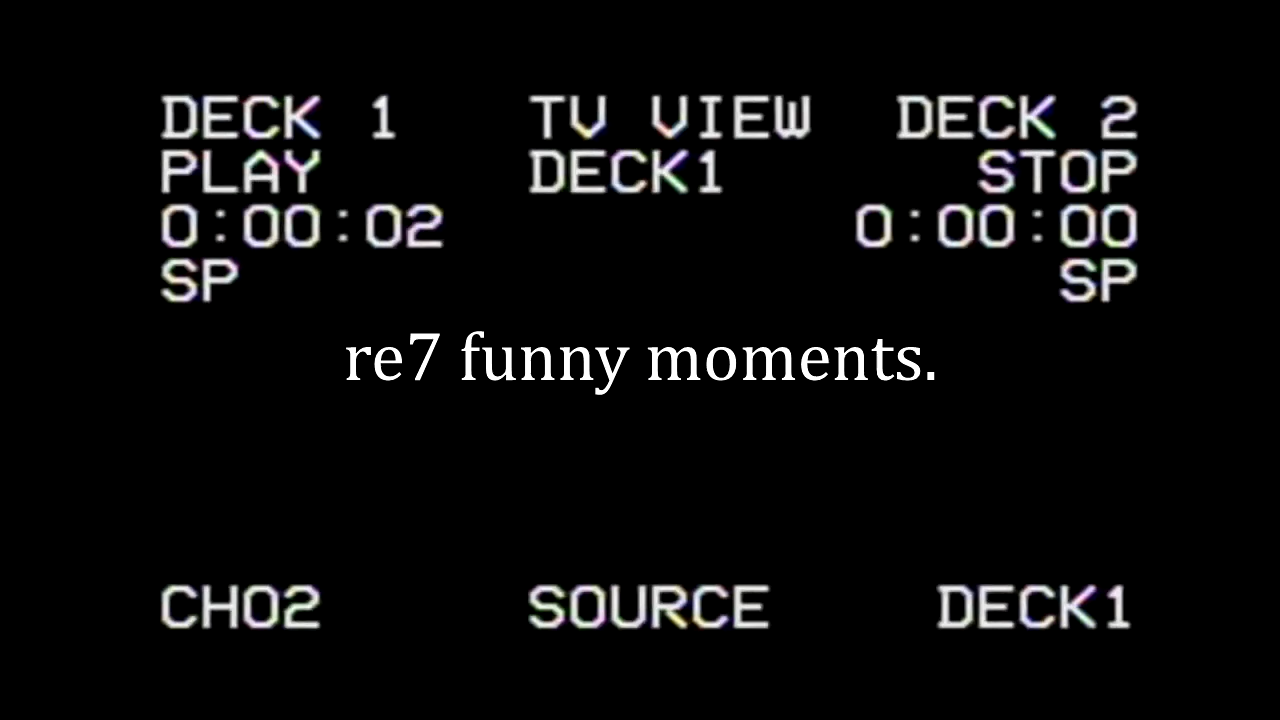 DECK 1 TV VIEW DECK 2
PLAY DECK1 STOP
0:00:02 0:00:00
SP SP
re7 funny moments.
CH02 SOURCE DECK1